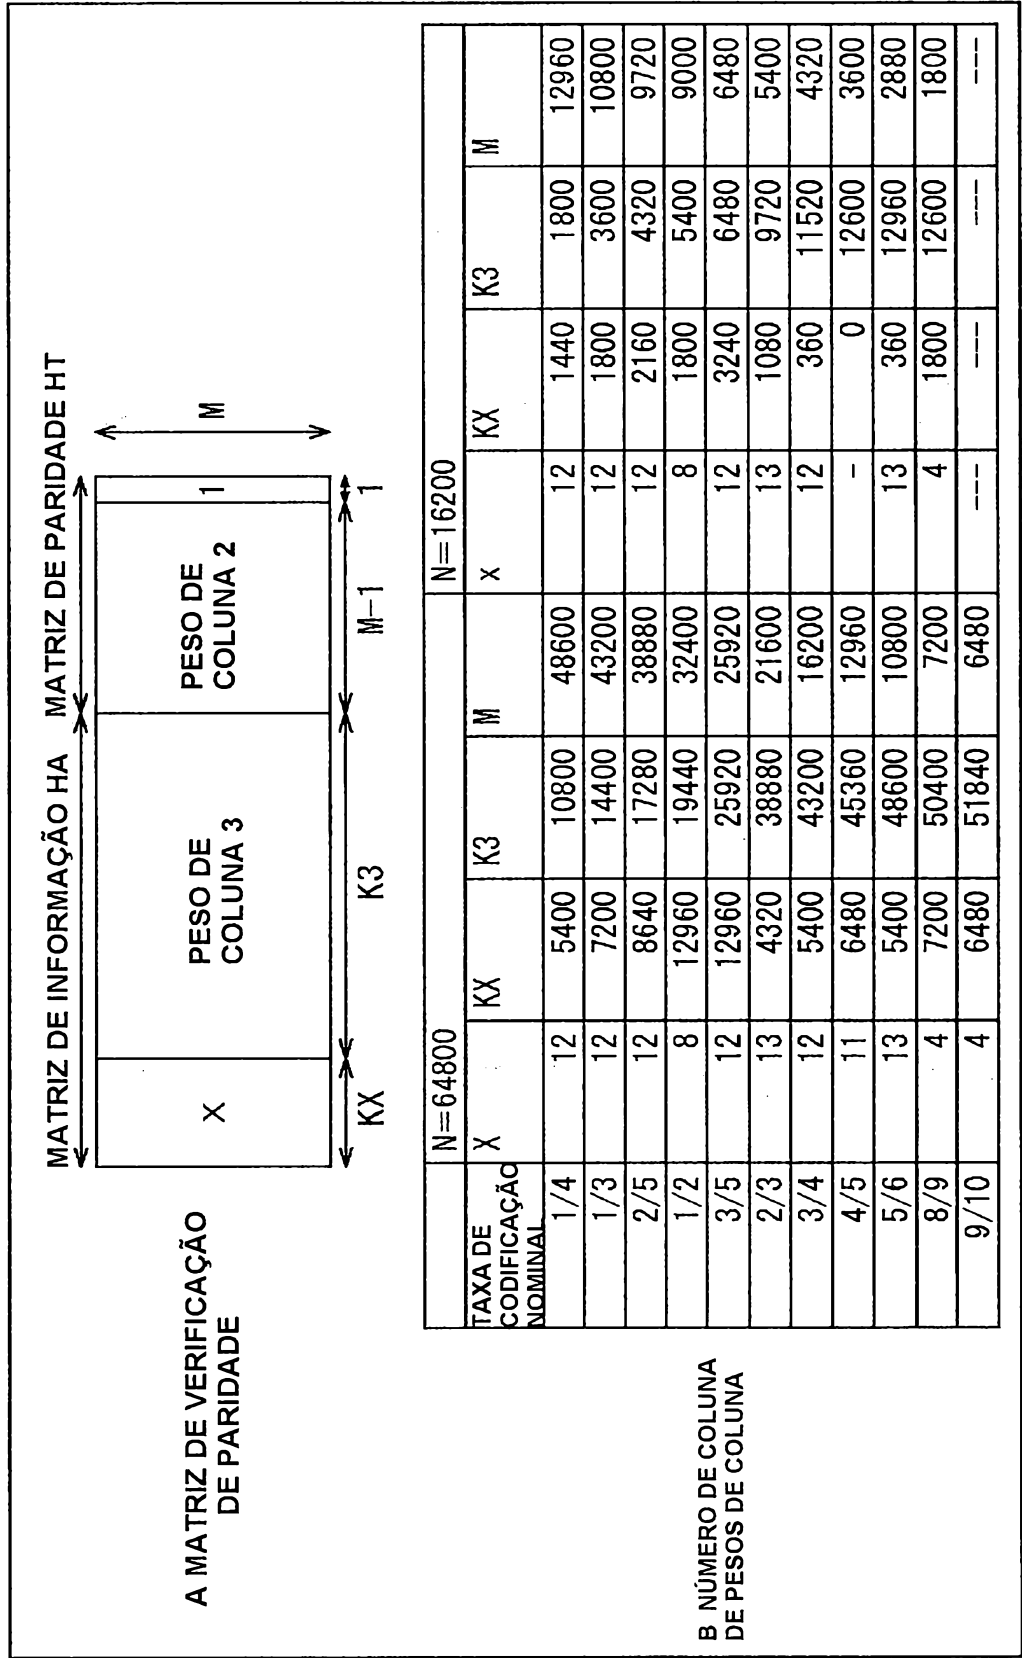 MATRIZ DE INFORMAÇÃO HA MATRIZ DE PARIDADE HT
A MATRIZ DE VERIFICAÇÃO
DE PARIDADE
X
PESO DE
COLUNA 3
PESO DE
COLUNA 2
1
M
KX
K3
M-1
1
B NÚMERO DE COLUNA
DE PESOS DE COLUNA
N=64800 N=16200
TAXA DE
CODIFICAÇÃO
NOMINAL
X KX K3 M X KX K3 M
1/4 12 5400 10800 48600 12 1440 1800 12960
1/3 12 7200 14400 43200 12 1800 3600 10800
2/5 12 8640 17280 38880 12 2160 4320 9720
1/2 8 12960 19440 32400 8 1800 5400 9000
3/5 12 12960 25920 25920 12 3240 6480 6480
2/3 13 4320 38880 21600 13 1080 9720 5400
3/4 12 5400 43200 16200 12 360 11520 4320
4/5 11 6480 45360 12960 - 0 12600 3600
5/6 13 5400 48600 10800 13 360 12960 2880
8/9 4 7200 50400 7200 4 1800 12600 1800
9/10 4 6480 51840 6480 --- --- --- ---